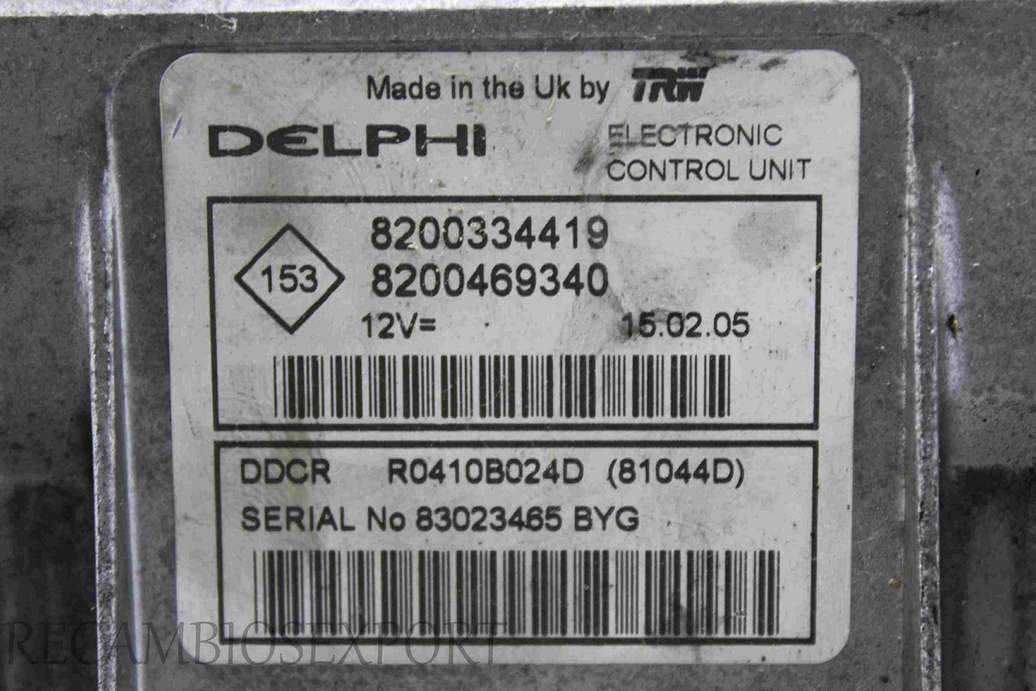 Made in the Uk by TRW
DELPHI
ELECTRONIC
CONTROL UNIT
153
8200334419
8200469340
12V=
15.02.05
DDCR R0410B024D (81044D)
SERIAL No 83023465 BYG
RECAMBIOSEXPORT